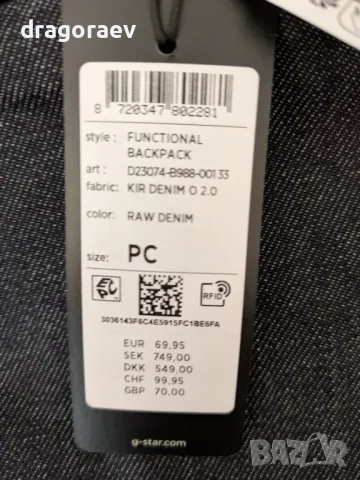 dragoraev
8 720347 802281
style : FUNCTIONAL
BACKPACK
art : D23074-B988-001 33
fabric: KIR DENIM O 2.0
color: RAW DENIM
size: PC
EPC
RFID
3036143F6C4E5915FC1BE6FA
EUR 69,95
SEK 749,00
DKK 549,00
CHF 99,95
GBP 70,00
g-star.com
BAZAR